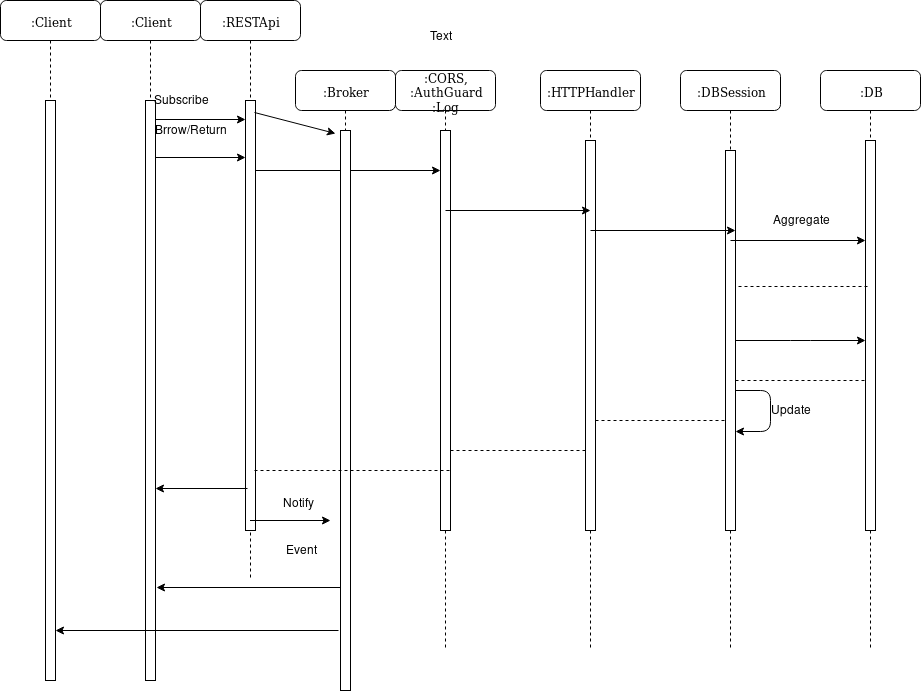 :Client
:Client
:RESTApi
Text
:Broker
:CORS,
:AuthGuard
:Log
:HTTPHandler
:DBSession
:DB
Subscribe
Brrow/Return
Aggregate
Update
Notify
Event